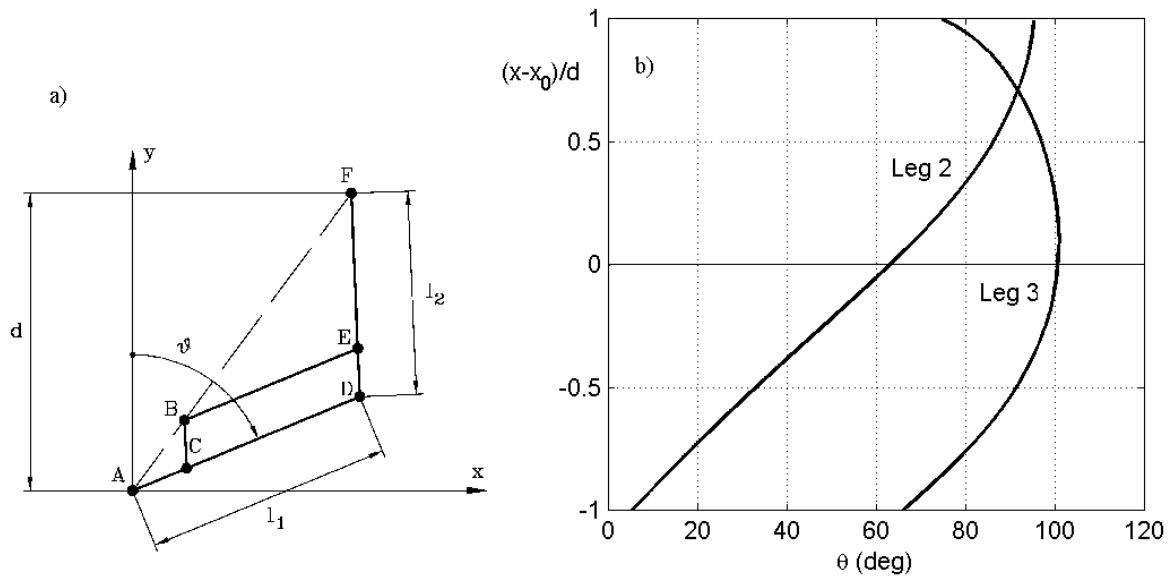 a)
y
F
d
ϑ
l₂
E
B
D
C
A
x
l₁
b)
(x-x₀)/d
1
0.5
0
-0.5
-1
Leg 2
Leg 3
0
20
40
60
80
100
120
θ (deg)